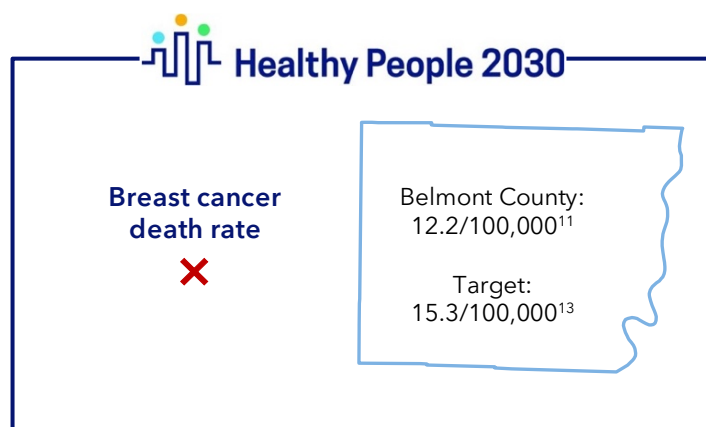 Healthy People 2030
Breast cancer
death rate
Belmont County:
12.2/100,000¹¹
Target:
15.3/100,000¹³